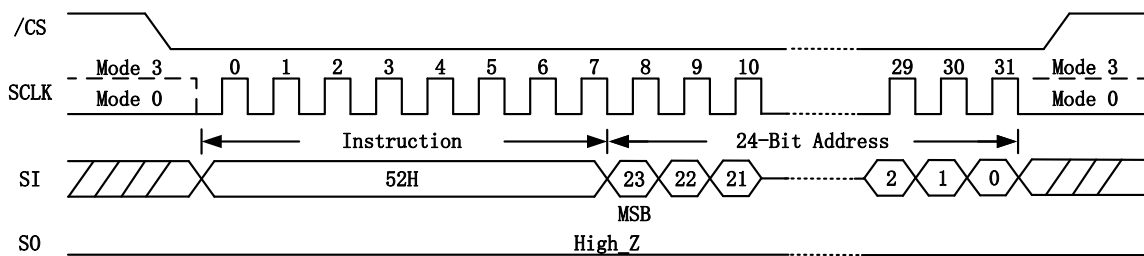 /CS
Mode 3 0 1 2 3 4 5 6 7 8 9 10 29 30 31 Mode 3
SCLK
Mode 0 Mode 0
Instruction 24-Bit Address
SI 52H 23 22 21 2 1 0
MSB
SO High_Z